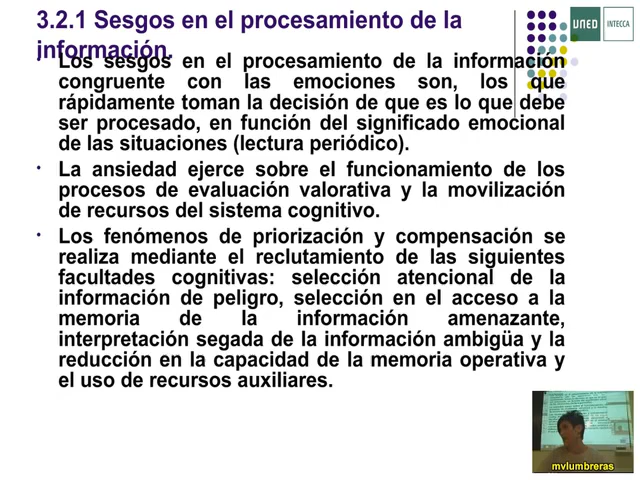 3.2.1 Sesgos en el procesamiento de la
información.
UNED
INTECCA
• Los sesgos en el procesamiento de la información
congruente con las emociones son, los que
rápidamente toman la decisión de que es lo que debe
ser procesado, en función del significado emocional
de las situaciones (lectura periódico).
• La ansiedad ejerce sobre el funcionamiento de los
procesos de evaluación valorativa y la movilización
de recursos del sistema cognitivo.
• Los fenómenos de priorización y compensación se
realiza mediante el reclutamiento de las siguientes
facultades cognitivas: selección atencional de la
información de peligro, selección en el acceso a la
memoria de la información amenazante,
interpretación segada de la información ambigüa y la
reducción en la capacidad de la memoria operativa y
el uso de recursos auxiliares.
mvlumbreras